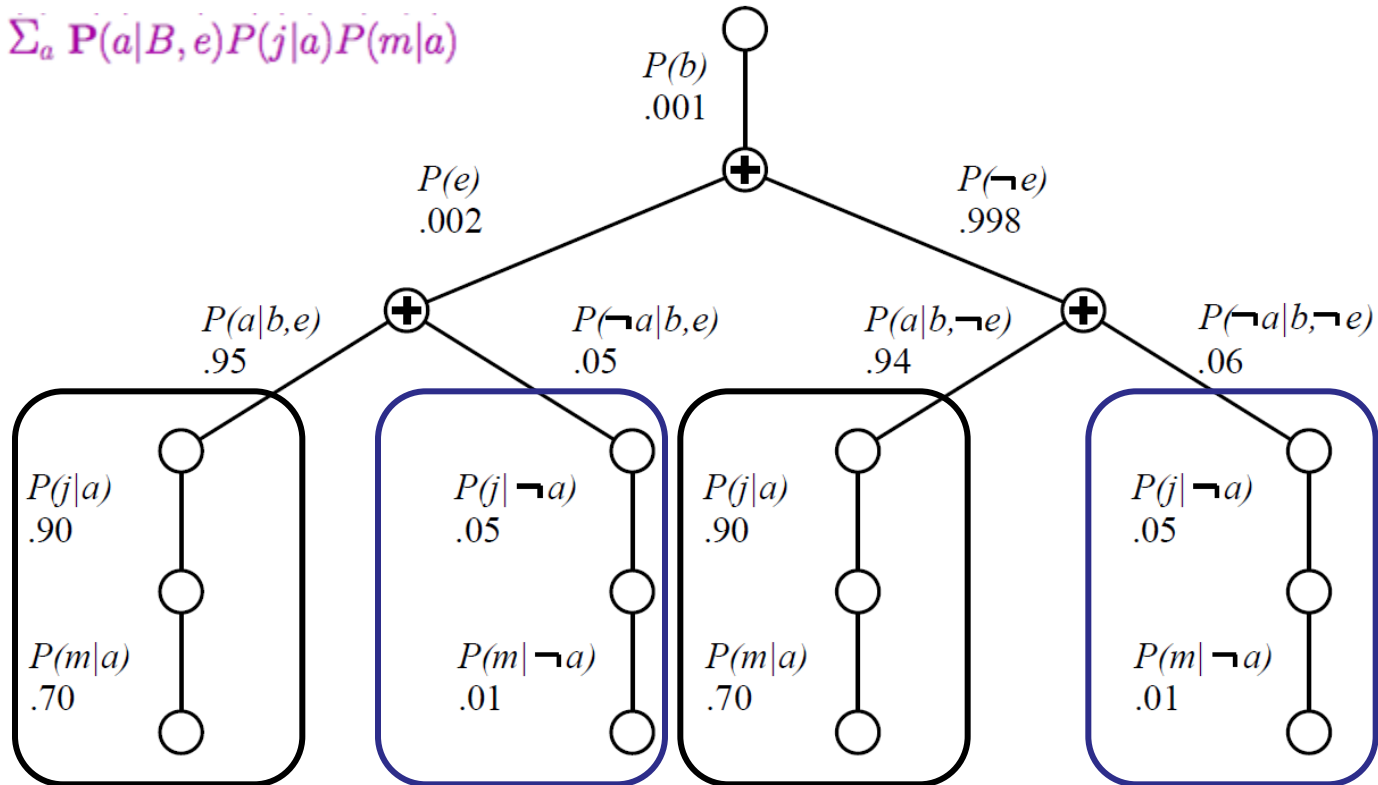 Σₐ P(a|B, e)P(j|a)P(m|a)
P(b)
.001
P(e)
.002
P(¬e)
.998
P(a|b,e)
.95
P(¬a|b,e)
.05
P(a|b,¬e)
.94
P(¬a|b,¬e)
.06
P(j|a)
.90
P(m|a)
.70
P(j|¬a)
.05
P(m|¬a)
.01
P(j|a)
.90
P(m|a)
.70
P(j|¬a)
.05
P(m|¬a)
.01